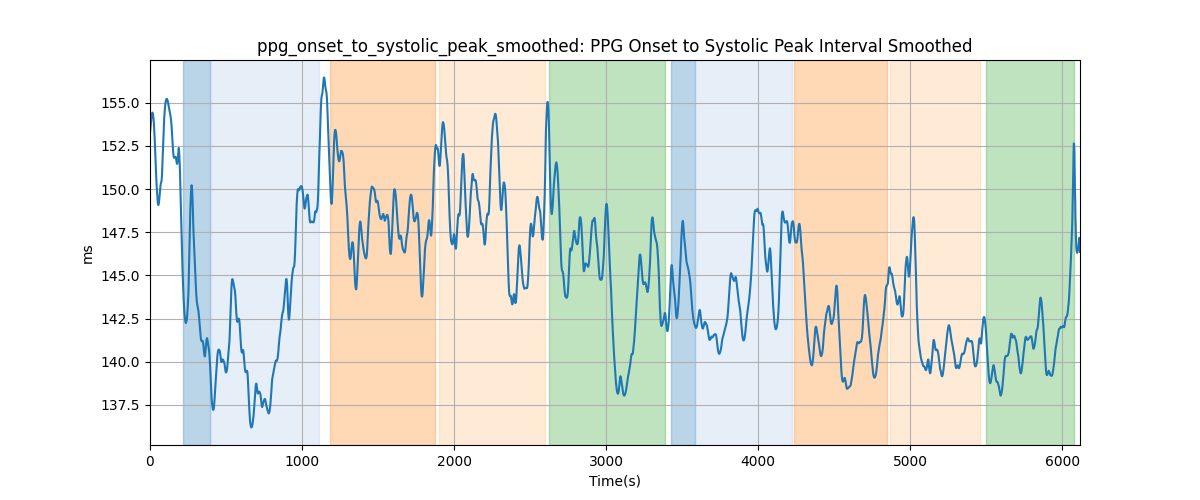 ppg_onset_to_systolic_peak_smoothed: PPG Onset to Systolic Peak Interval Smoothed
155.0
152.5
150.0
147.5
145.0
142.5
140.0
137.5
ms
0 1000 2000 3000 4000 5000 6000
Time(s)